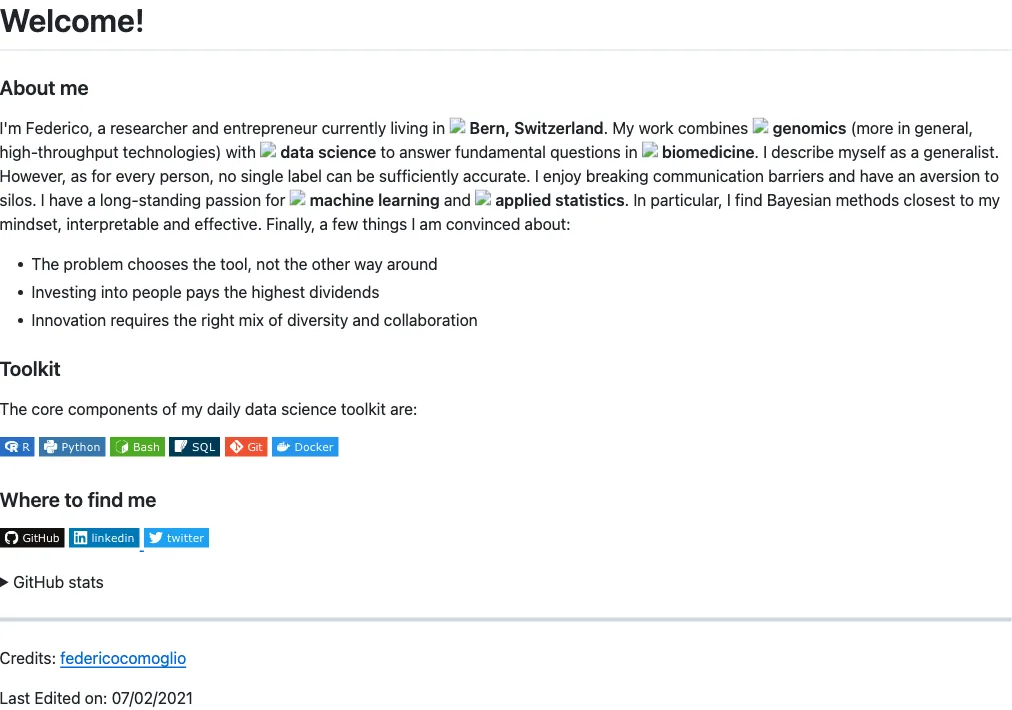 Welcome!
About me
I'm Federico, a researcher and entrepreneur currently living in Bern, Switzerland. My work combines genomics (more in general,
high-throughput technologies) with data science to answer fundamental questions in biomedicine. I describe myself as a generalist.
However, as for every person, no single label can be sufficiently accurate. I enjoy breaking communication barriers and have an aversion to
silos. I have a long-standing passion for machine learning and applied statistics. In particular, I find Bayesian methods closest to my
mindset, interpretable and effective. Finally, a few things I am convinced about:
• The problem chooses the tool, not the other way around
• Investing into people pays the highest dividends
• Innovation requires the right mix of diversity and collaboration
Toolkit
The core components of my daily data science toolkit are:
R Python Bash SQL Git Docker
Where to find me
GitHub linkedin twitter
GitHub stats
Credits: federicocomoglio
Last Edited on: 07/02/2021